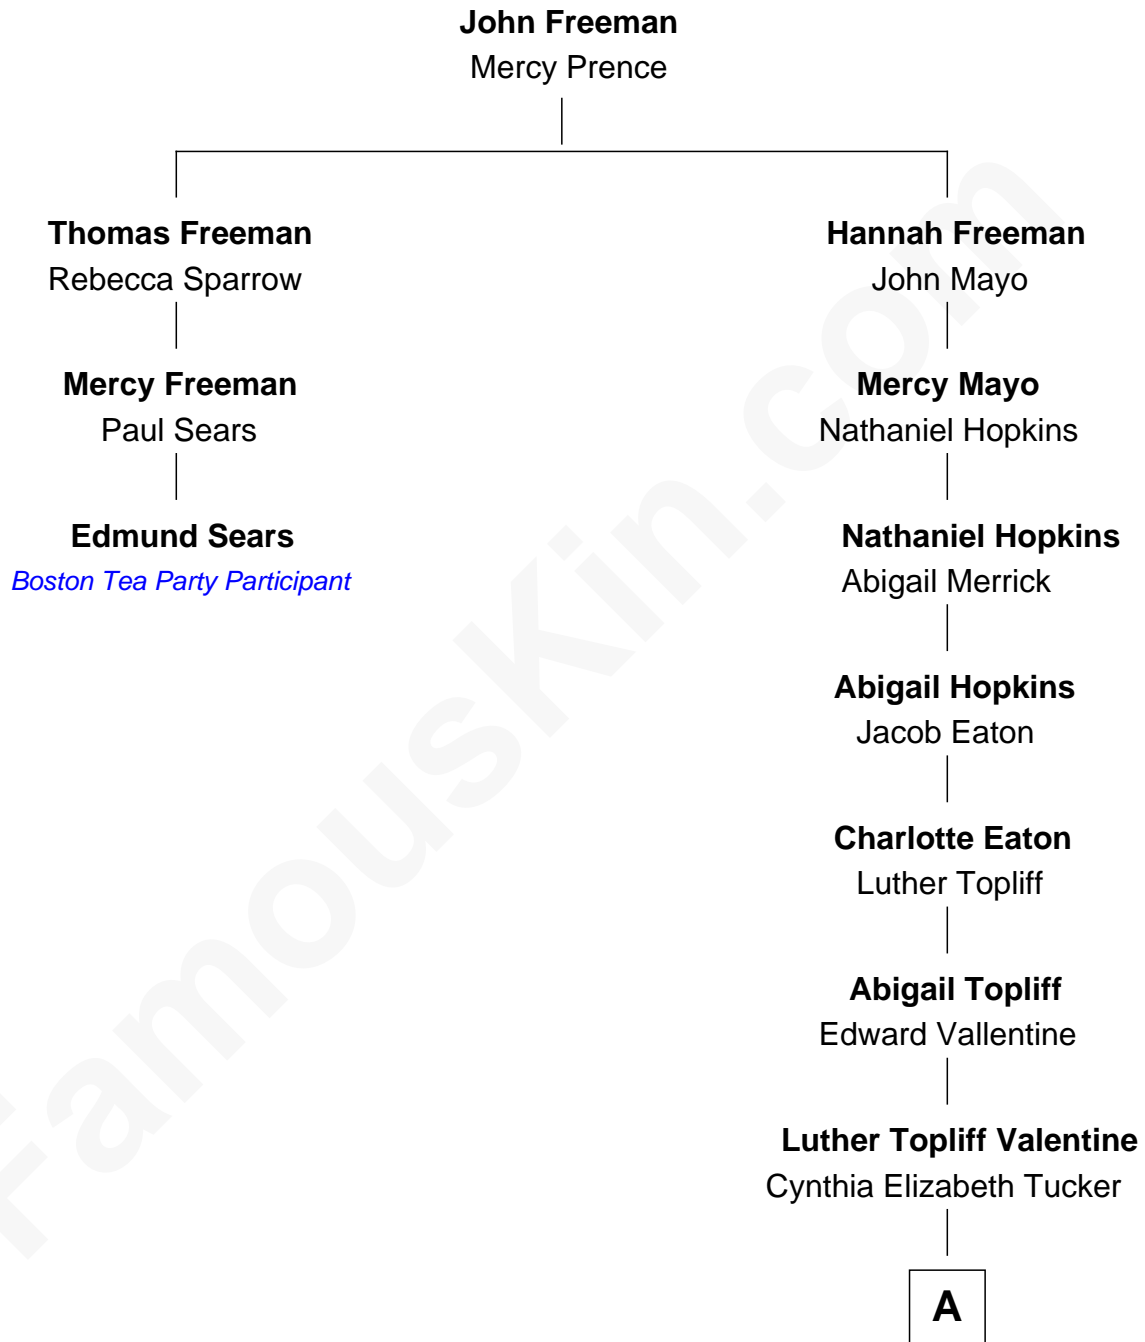 John Freeman
Mercy Prence
Thomas Freeman
Rebecca Sparrow
Mercy Freeman
Paul Sears
Edmund Sears
Boston Tea Party Participant
Hannah Freeman
John Mayo
Mercy Mayo
Nathaniel Hopkins
Nathaniel Hopkins
Abigail Merrick
Abigail Hopkins
Jacob Eaton
Charlotte Eaton
Luther Topliff
Abigail Topliff
Edward Vallentine
Luther Topliff Valentine
Cynthia Elizabeth Tucker
A
FamousKin.com